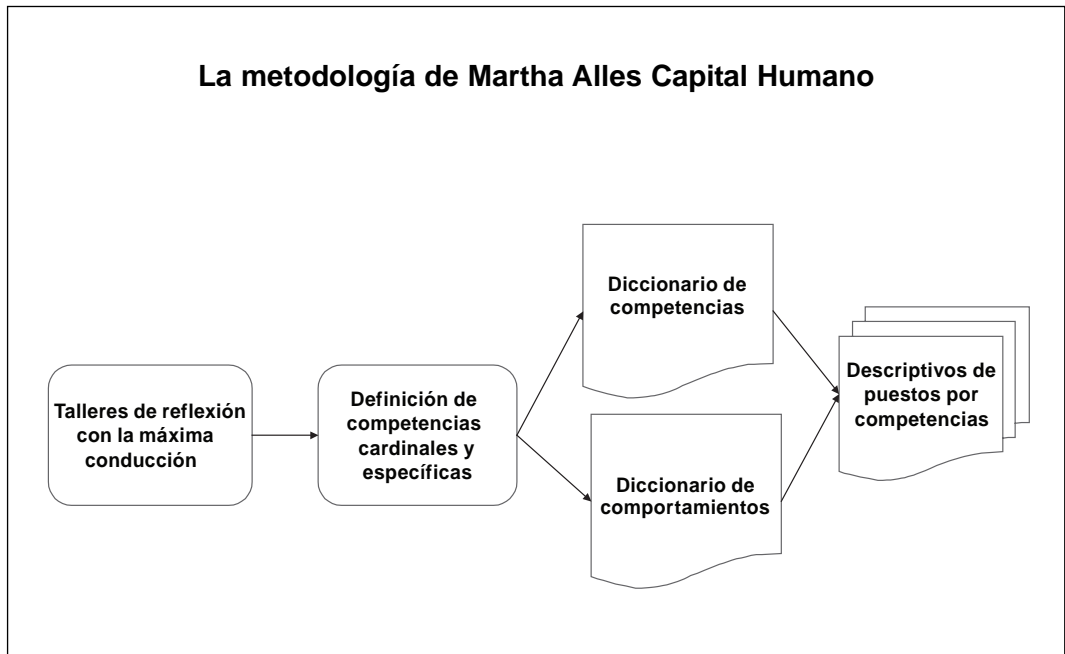 La metodología de Martha Alles Capital Humano
Talleres de reflexión
con la máxima
conducción
Definición de
competencias
cardinales y
específicas
Diccionario de
competencias
Diccionario de
comportamientos
Descriptivos de
puestos por
competencias